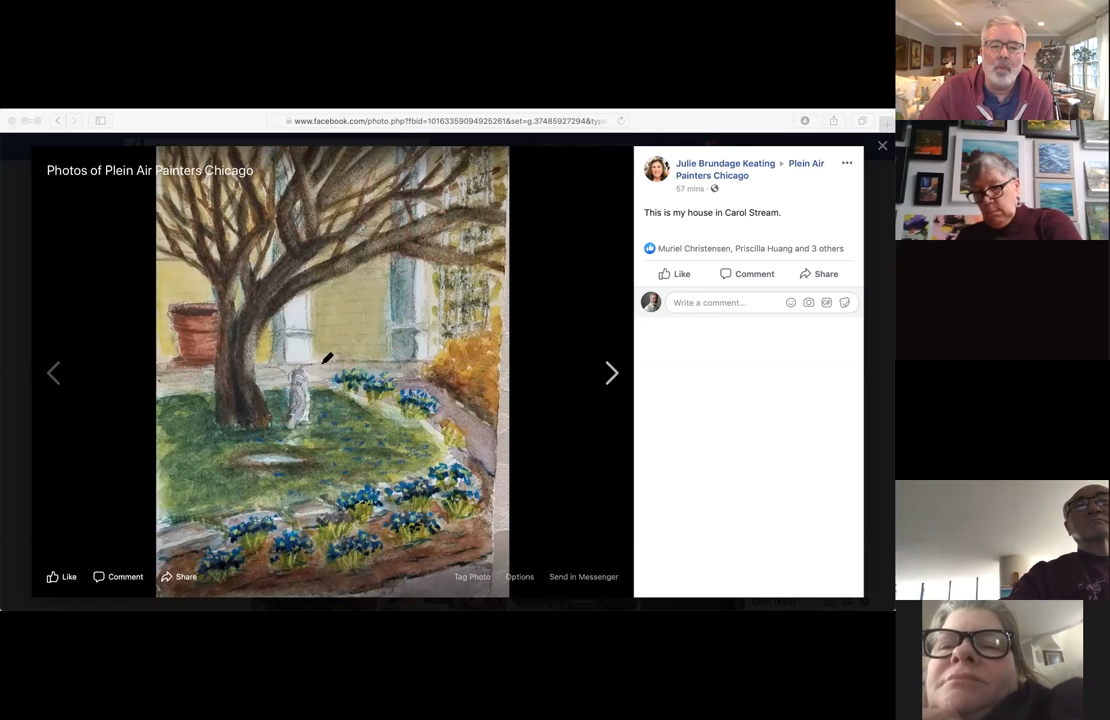 www.facebook.com/photo.php?fbid=10163359094925261&set=g.37485927294&type
Photos of Plein Air Painters Chicago
Julie Brundage Keating ▸ Plein Air
Painters Chicago
57 mins ·
This is my house in Carol Stream.
Muriel Christensen, Priscilla Huang and 3 others
Like Comment Share
Write a comment...
GIF
Like Comment Share
Tag Photo Options Send in Messenger